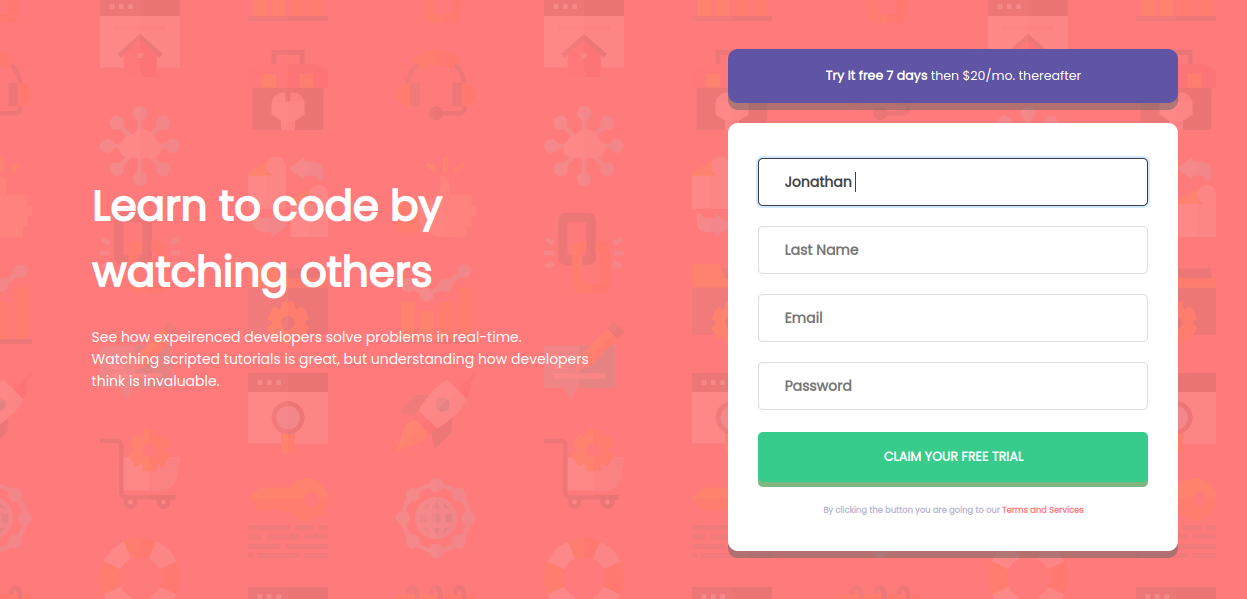 Learn to code by
watching others
See how expeirenced developers solve problems in real-time.
Watching scripted tutorials is great, but understanding how developers
think is invaluable.
Try It free 7 days then $20/mo. thereafter
Jonathan
Last Name
Email
Password
CLAIM YOUR FREE TRIAL
By clicking the button you are going to our Terms and Services